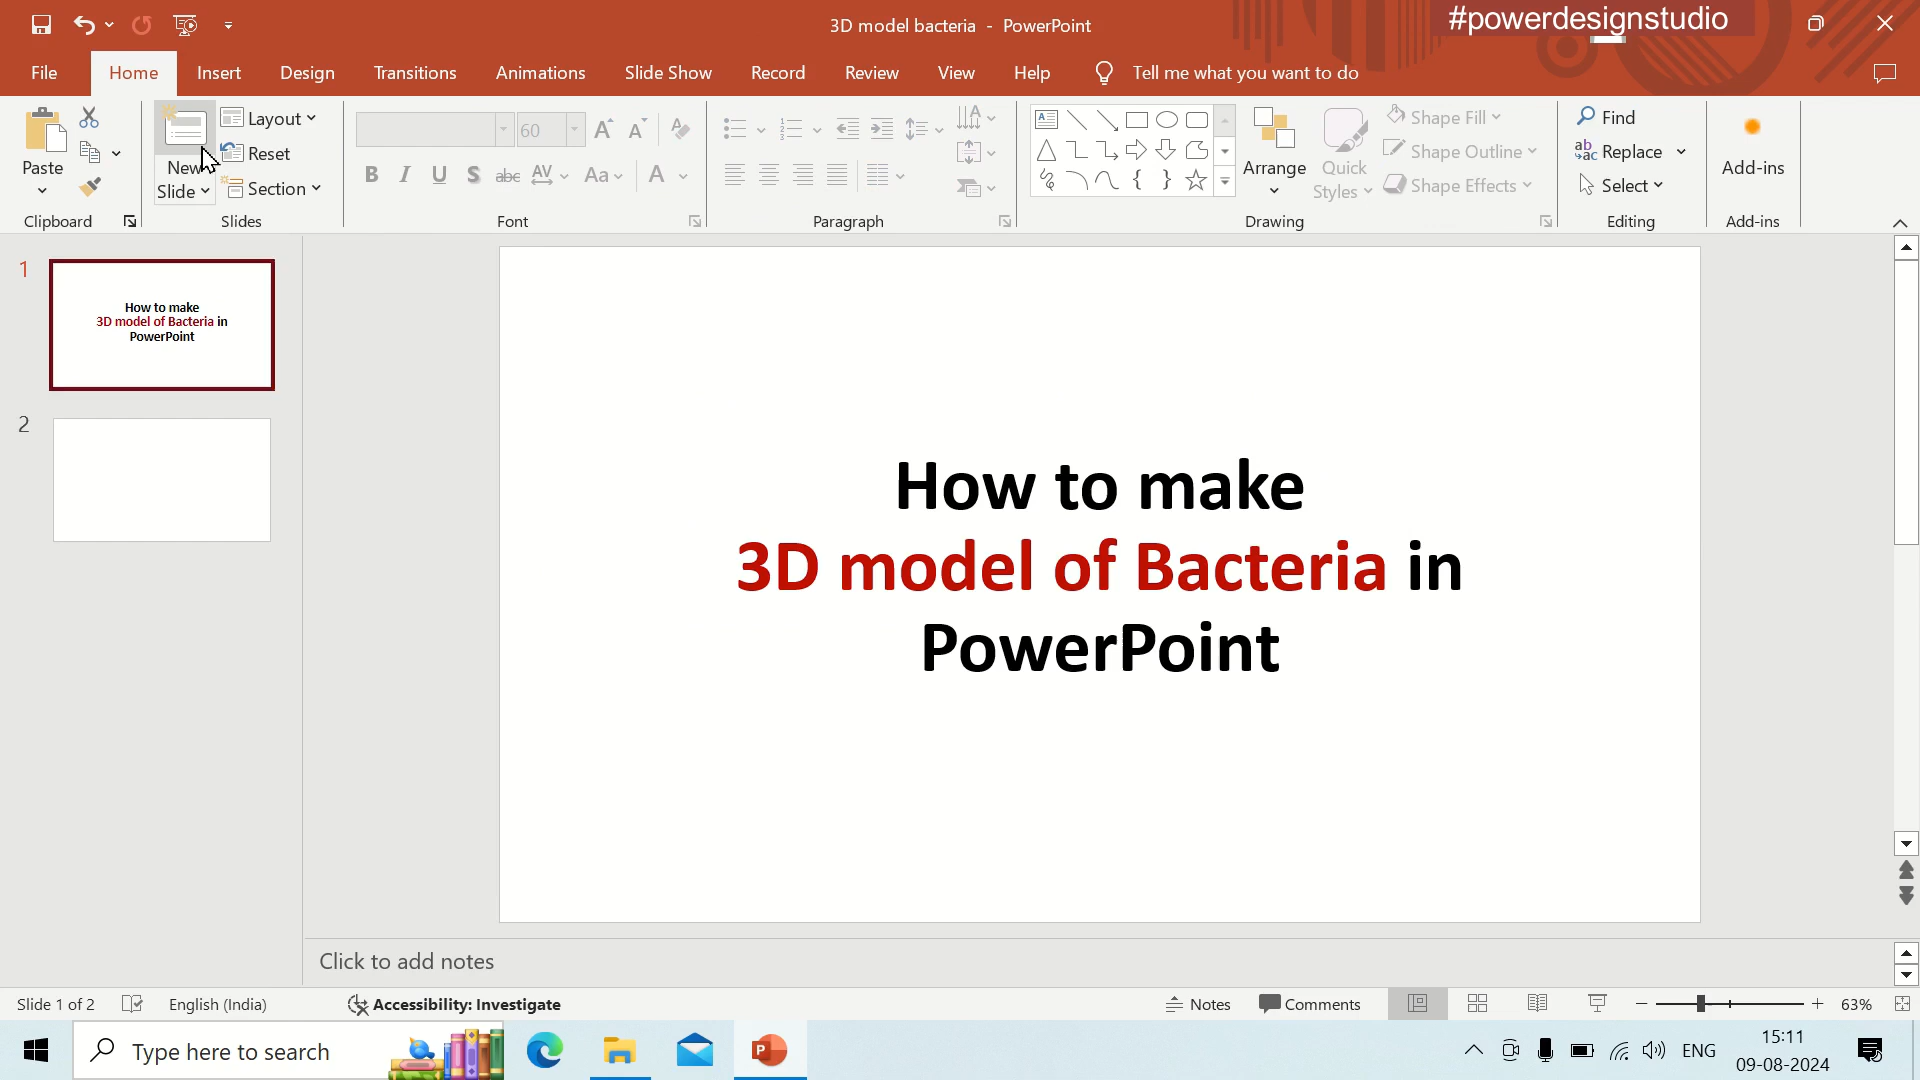 3D model bacteria - PowerPoint
#powerdesignstudio
File Home Insert Design Transitions Animations Slide Show Record Review View Help Tell me what you want to do
Paste
Clipboard
New Slide
Layout
Reset
Section
Slides
60
B I U S abc AV Aa A
Font
Paragraph
Arrange
Quick Styles
Shape Fill
Shape Outline
Shape Effects
Drawing
Find
Replace
Select
Editing
Add-ins
Add-ins
1
How to make
3D model of Bacteria in
PowerPoint
2
How to make
3D model of Bacteria in
PowerPoint
Click to add notes
Slide 1 of 2 English (India) Accessibility: Investigate Notes Comments 63%
Type here to search
ENG
15:11
09-08-2024